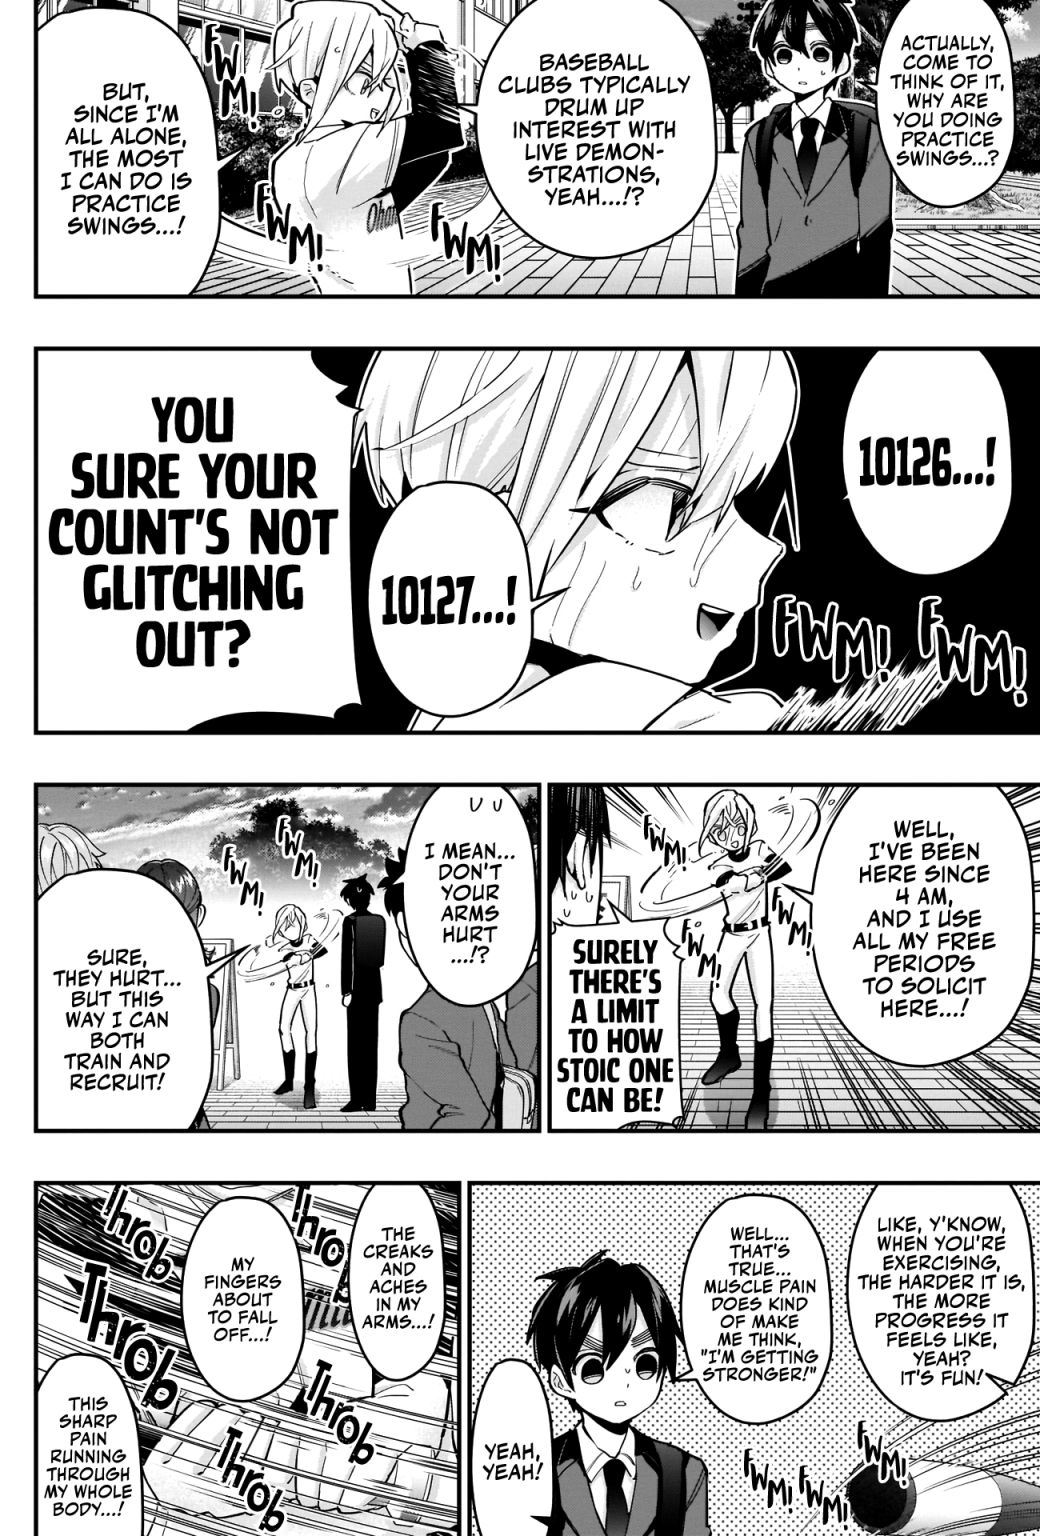 ACTUALLY,
COME TO
THINK OF IT,
WHY ARE
YOU DOING
PRACTICE
SWINGS...?
BASEBALL
CLUBS TYPICALLY
DRUM UP
INTEREST WITH
LIVE DEMON-
STRATIONS,
YEAH...!?
FWM!
FWM!
FWM!
BUT,
SINCE I'M
ALL ALONE,
THE MOST
I CAN DO IS
PRACTICE
SWINGS...!
10126...!
FWM!
FWM!
10127...!
YOU
SURE YOUR
COUNT'S NOT
GLITCHING
OUT?
WELL,
I'VE BEEN
HERE SINCE
4 AM,
AND I USE
ALL MY FREE
PERIODS
TO SOLICIT
HERE...!
FWM!
FWM!
FWM!
SURELY
THERE'S
A LIMIT
TO HOW
STOIC ONE
CAN BE!
I MEAN...
DON'T
YOUR
ARMS
HURT
...!?
FWM!
FWM!
SURE,
THEY HURT...
BUT THIS
WAY I CAN
BOTH
TRAIN AND
RECRUIT!
LIKE, Y'KNOW,
WHEN YOU'RE
EXERCISING,
THE HARDER IT IS,
THE MORE
PROGRESS IT
FEELS LIKE,
YEAH?
IT'S FUN!
WELL...
THAT'S
TRUE...
MUSCLE PAIN
DOES KIND
OF MAKE
ME THINK,
"I'M GETTING
STRONGER!"
FWM!
FWM!
FWM!
YEAH,
YEAH!
THE
CREAKS
AND
ACHES
IN MY
ARMS...!
Throb
MY
FINGERS
ABOUT
TO FALL
OFF...!
Throb
Throb
Throb
Throb
THIS
SHARP
PAIN
RUNNING
THROUGH
MY WHOLE
BODY...!